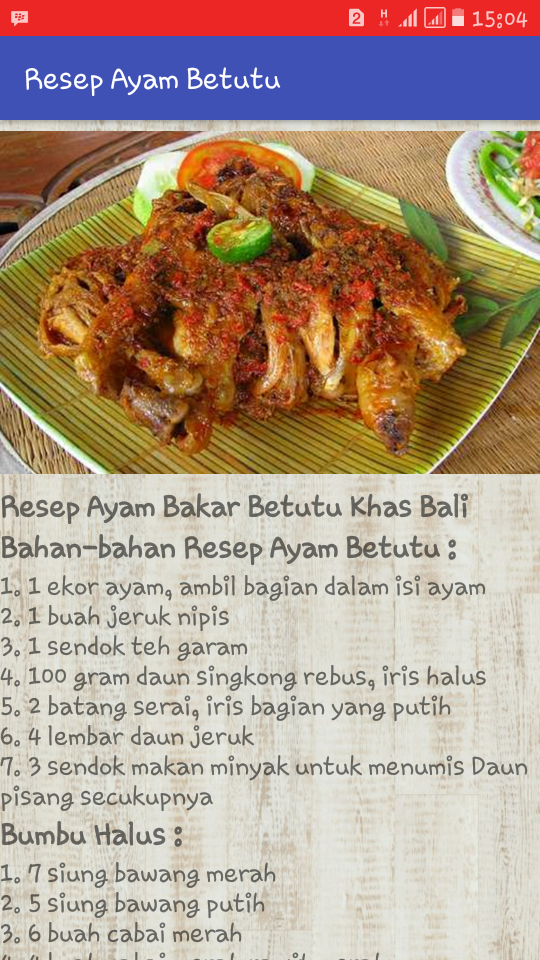 2 H 15:04
Resep Ayam Betutu
Resep Ayam Bakar Betutu Khas Bali
Bahan-bahan Resep Ayam Betutu :
1. 1 ekor ayam, ambil bagian dalam isi ayam
2. 1 buah jeruk nipis
3. 1 sendok teh garam
4. 100 gram daun singkong rebus, iris halus
5. 2 batang serai, iris bagian yang putih
6. 4 lembar daun jeruk
7. 3 sendok makan minyak untuk menumis Daun
pisang secukupnya
Bumbu Halus :
1. 7 siung bawang merah
2. 5 siung bawang putih
3. 6 buah cabai merah